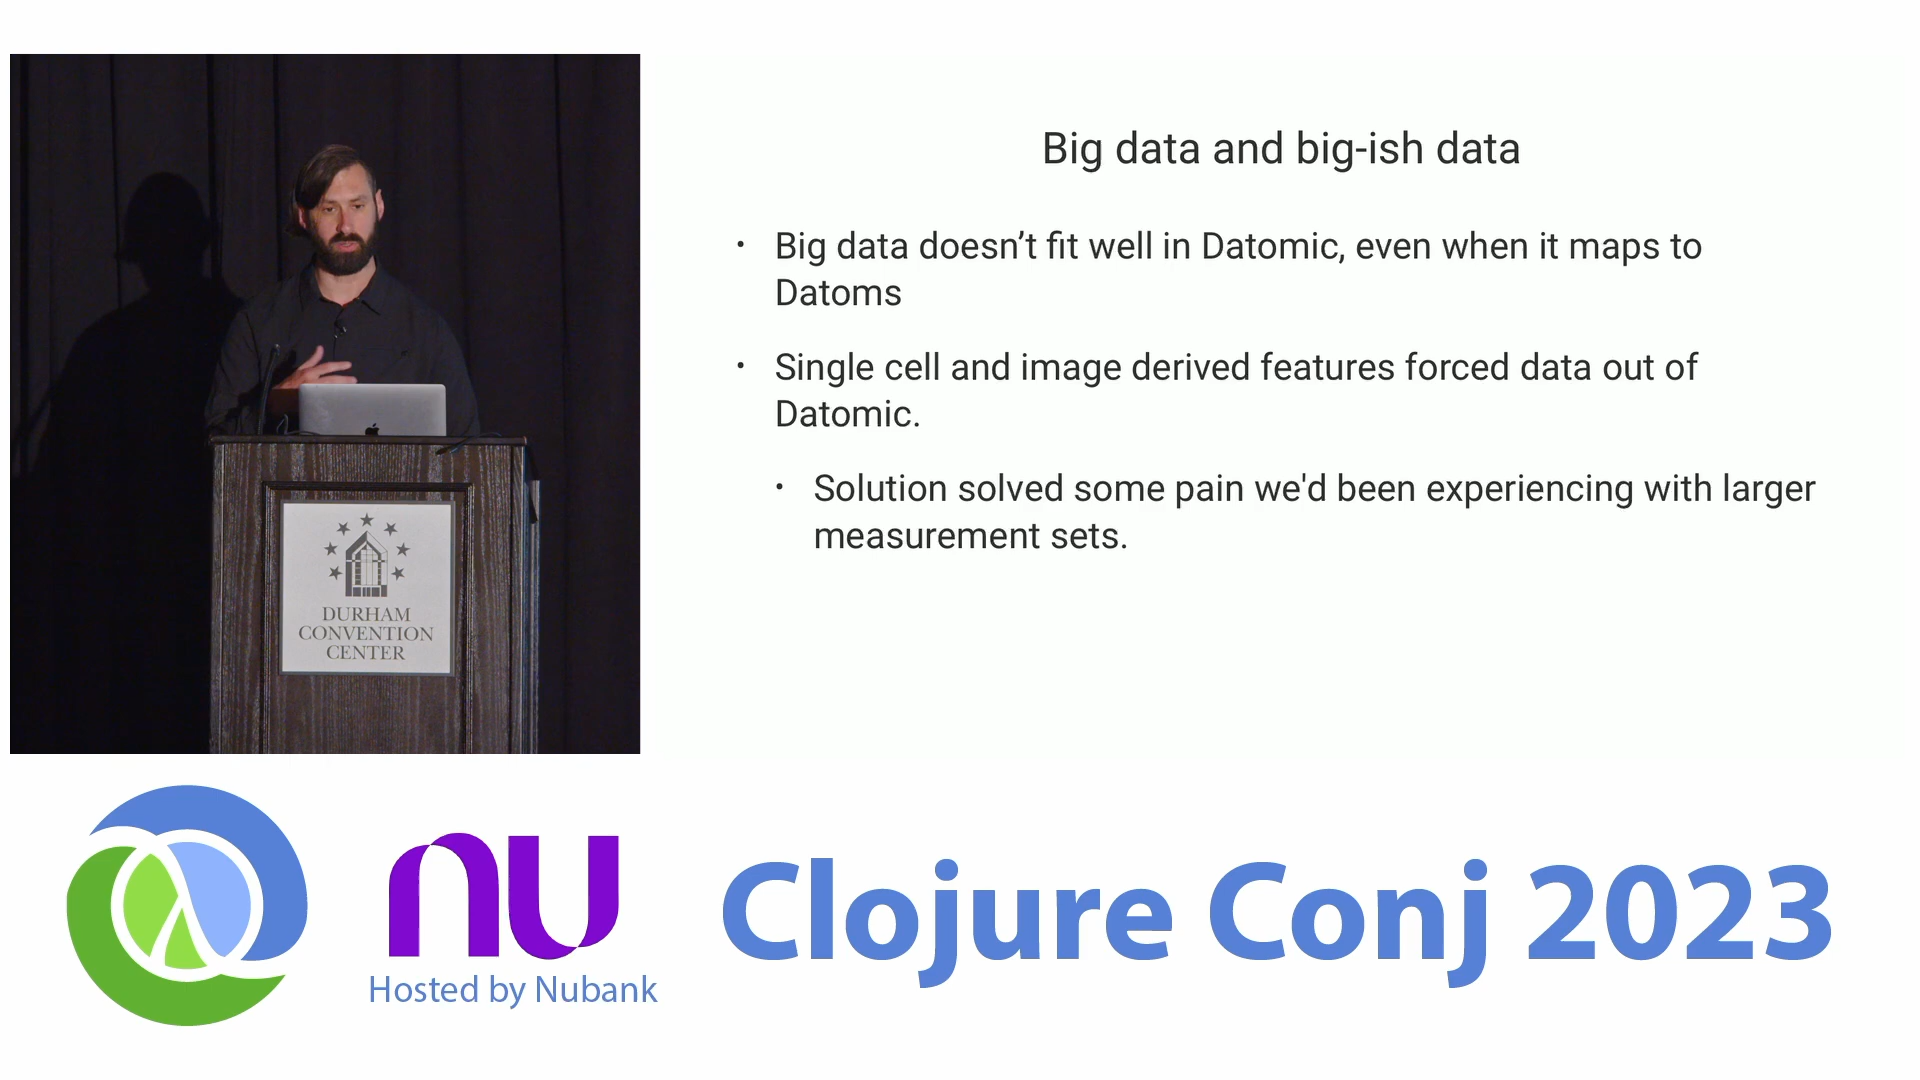 Big data and big-ish data
• Big data doesn’t fit well in Datomic, even when it maps to
Datoms
• Single cell and image derived features forced data out of
Datomic.
• Solution solved some pain we'd been experiencing with larger
measurement sets.
DURHAM
CONVENTION
CENTER
nu
Hosted by Nubank
Clojure Conj 2023